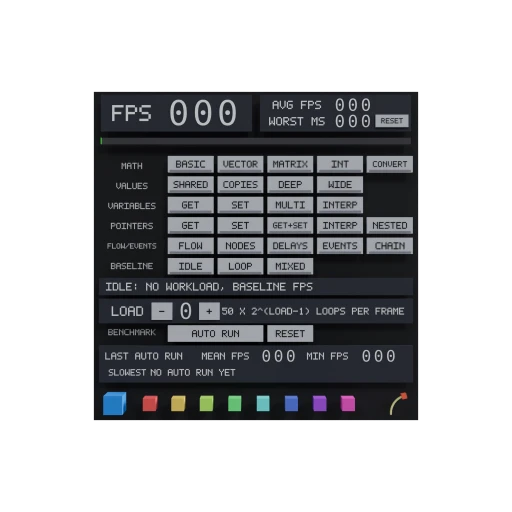 FPS 000
AVG FPS 000
WORST MS 000 RESET
MATH BASIC VECTOR MATRIX INT CONVERT
VALUES SHARED COPIES DEEP WIDE
VARIABLES GET SET MULTI INTERP
POINTERS GET SET GET+SET INTERP NESTED
FLOW/EVENTS FLOW NODES DELAYS EVENTS CHAIN
BASELINE IDLE LOOP MIXED
IDLE: NO WORKLOAD, BASELINE FPS
LOAD - 0 + 50 X 2^(LOAD-1) LOOPS PER FRAME
BENCHMARK AUTO RUN RESET
LAST AUTO RUN MEAN FPS 000 MIN FPS 000
SLOWEST NO AUTO RUN YET